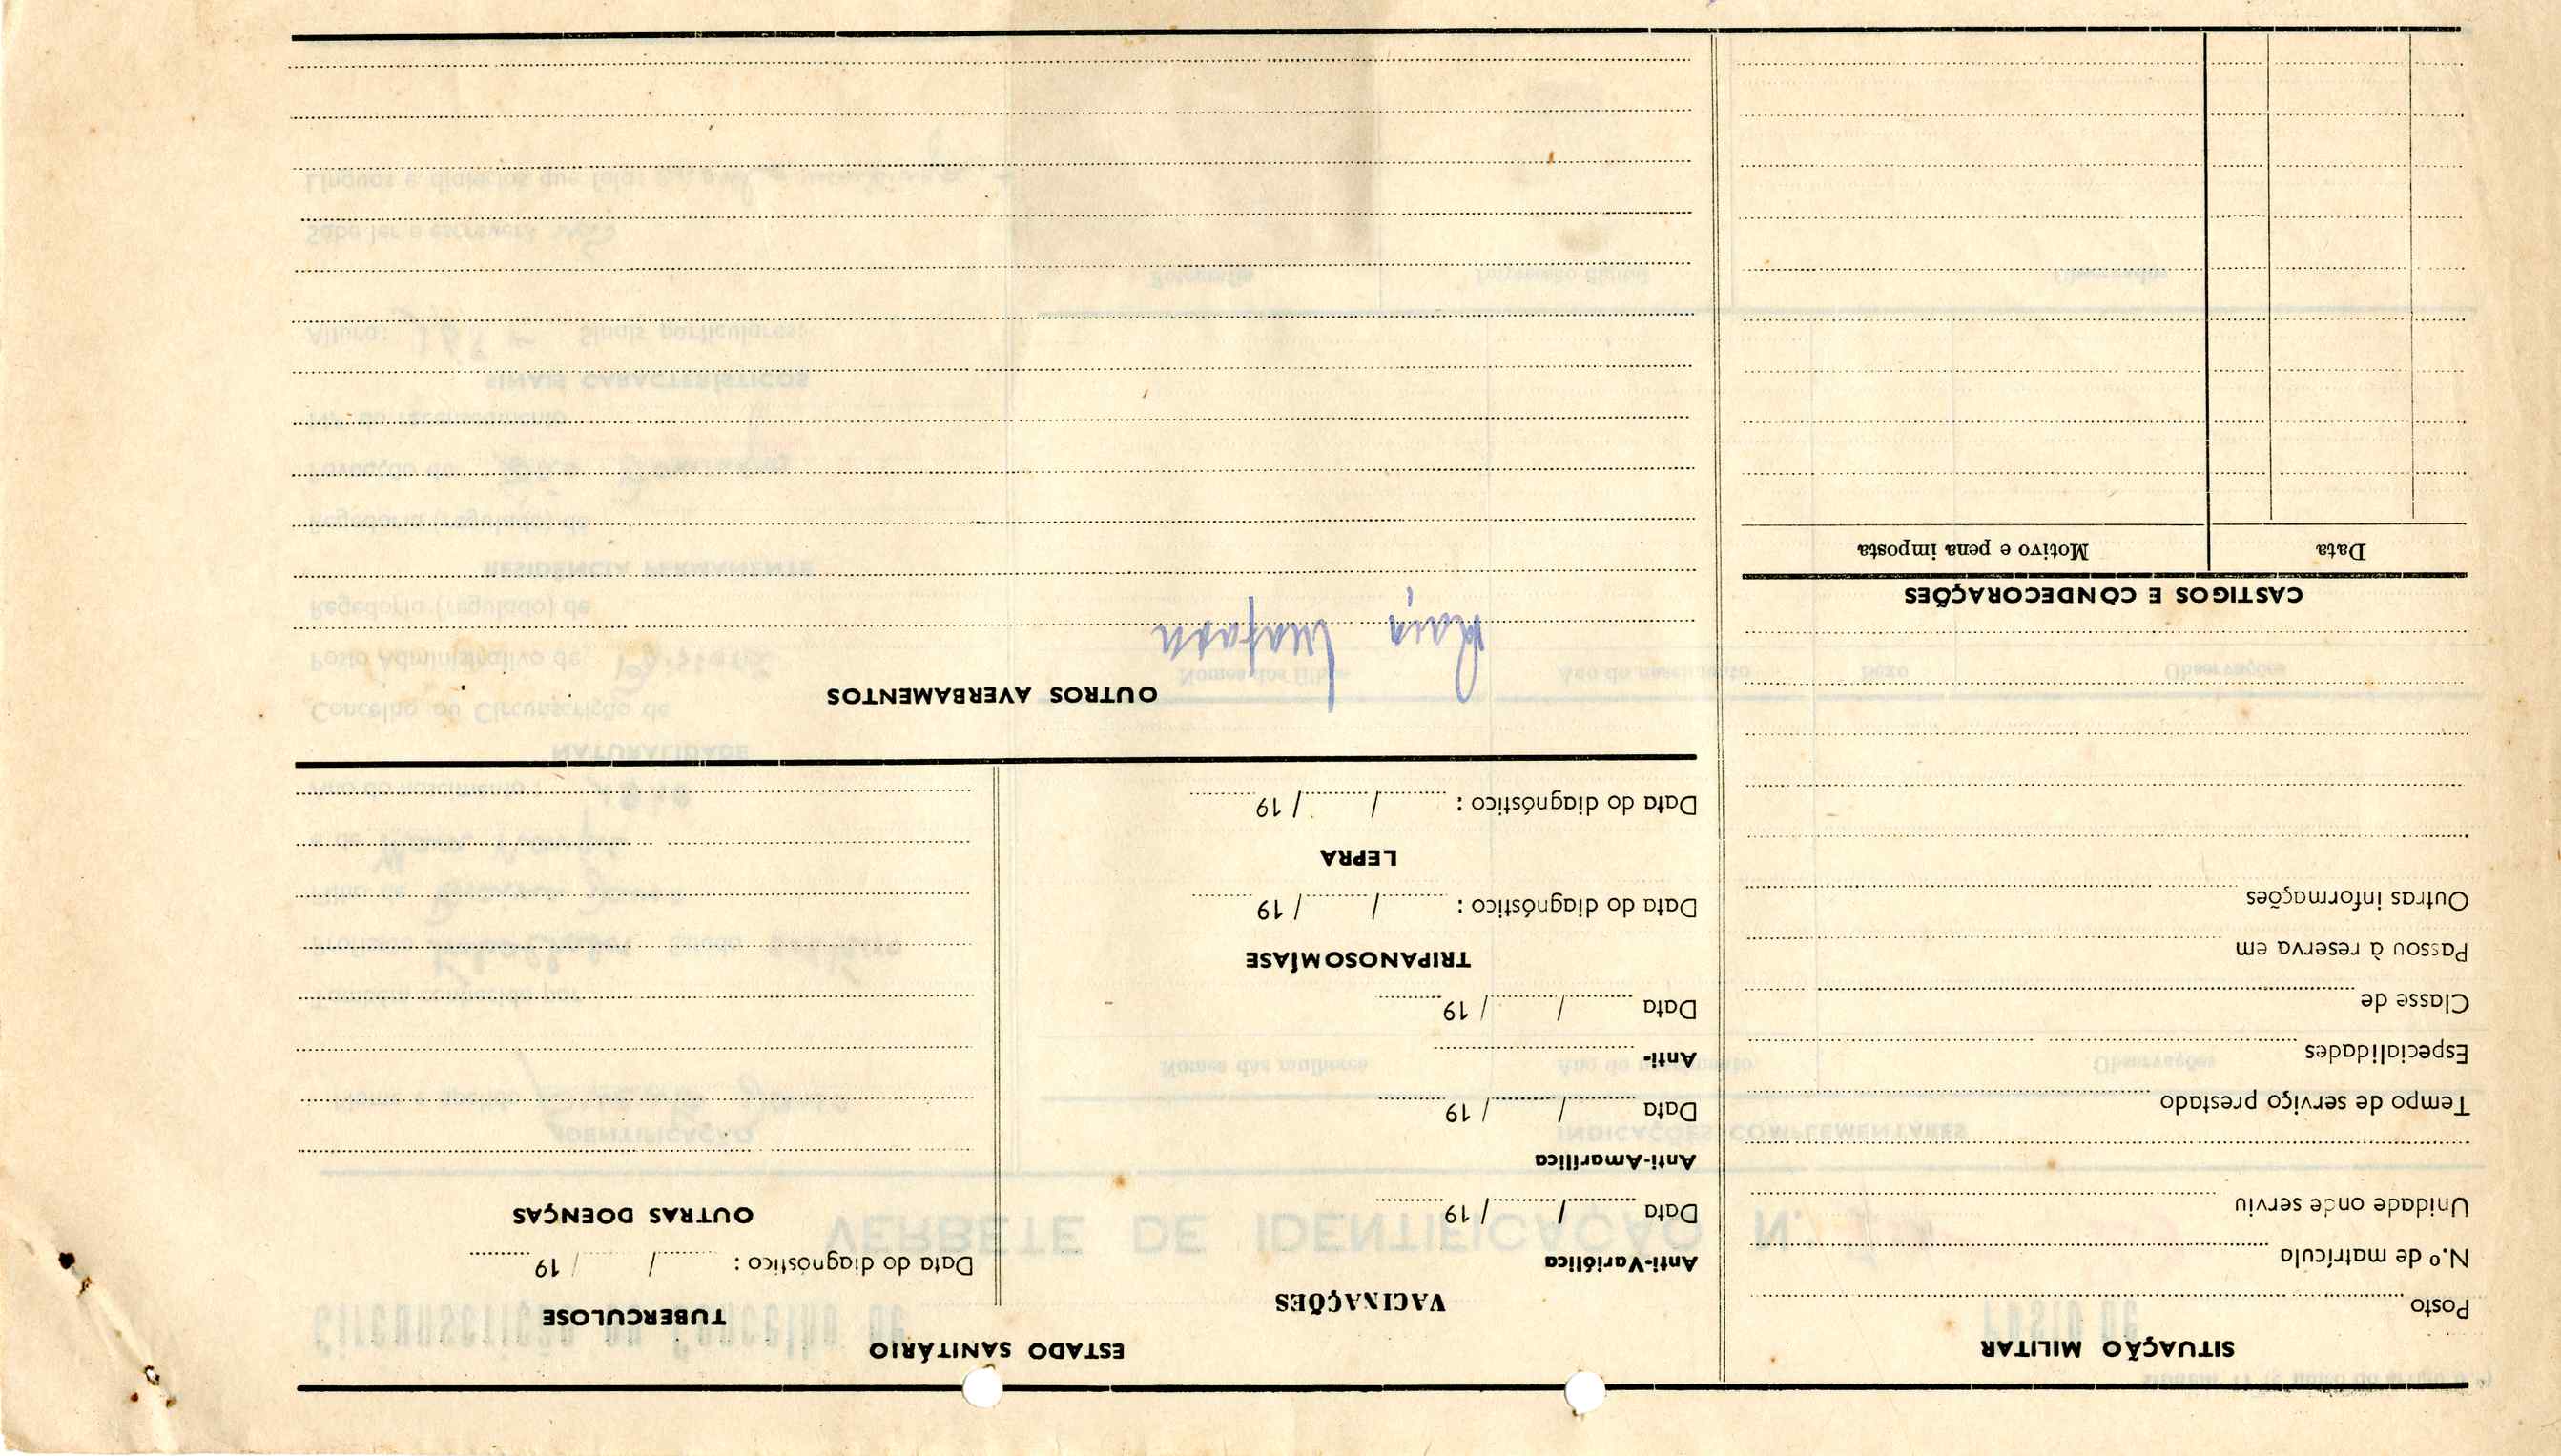 SITUAÇÃO MILITAR
Posto
N.º de matrícula
Unidade onde serviu
Tempo de serviço prestado
Especialidades
Classe de
Passou à reserva em
Outras informações
CASTIGOS E CONDECORAÇÕES
Data
Motivo e pena imposta
ESTADO SANITÁRIO
VACINAÇÕES
Anti-Variólica
Data / / 19
Anti-Amarílica
Data / / 19
Anti-
Data / / 19
TRIPANOSOMÍASE
Data do diagnóstico : / / 19
LEPRA
Data do diagnóstico : / / 19
TUBERCULOSE
Data do diagnóstico : / / 19
OUTRAS DOENÇAS
OUTROS AVERBAMENTOS